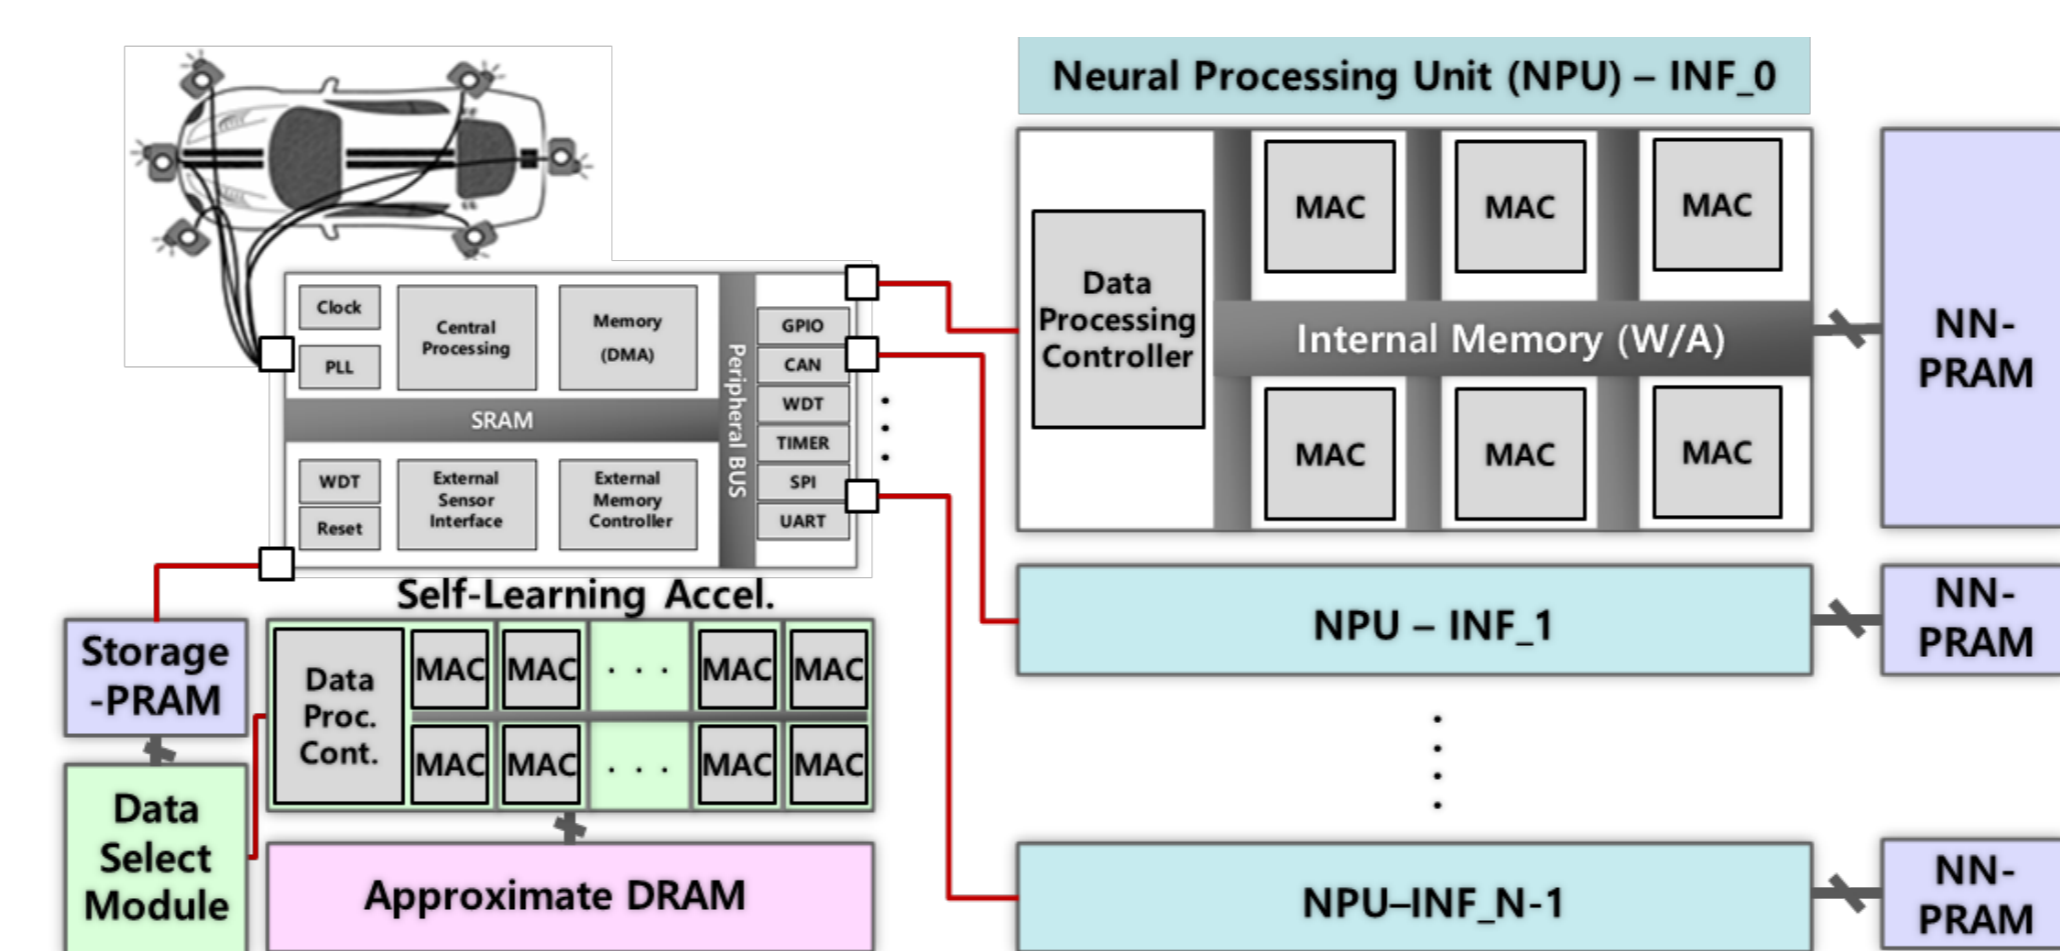 Neural Processing Unit (NPU) – INF_0
MAC
MAC
MAC
Data
Processing
Controller
Internal Memory (W/A)
MAC
MAC
MAC
NN-
PRAM
Clock
PLL
Central
Processing
Memory
(DMA)
SRAM
WDT
Reset
External
Sensor
Interface
External
Memory
Controller
Peripheral BUS
GPIO
CAN
WDT
TIMER
SPI
UART
NPU – INF_1
NN-
PRAM
Self-Learning Accel.
Storage
-PRAM
Data
Proc.
Cont.
MAC
MAC
. . .
MAC
MAC
MAC
MAC
. . .
MAC
MAC
Data
Select
Module
Approximate DRAM
NPU–INF_N-1
NN-
PRAM